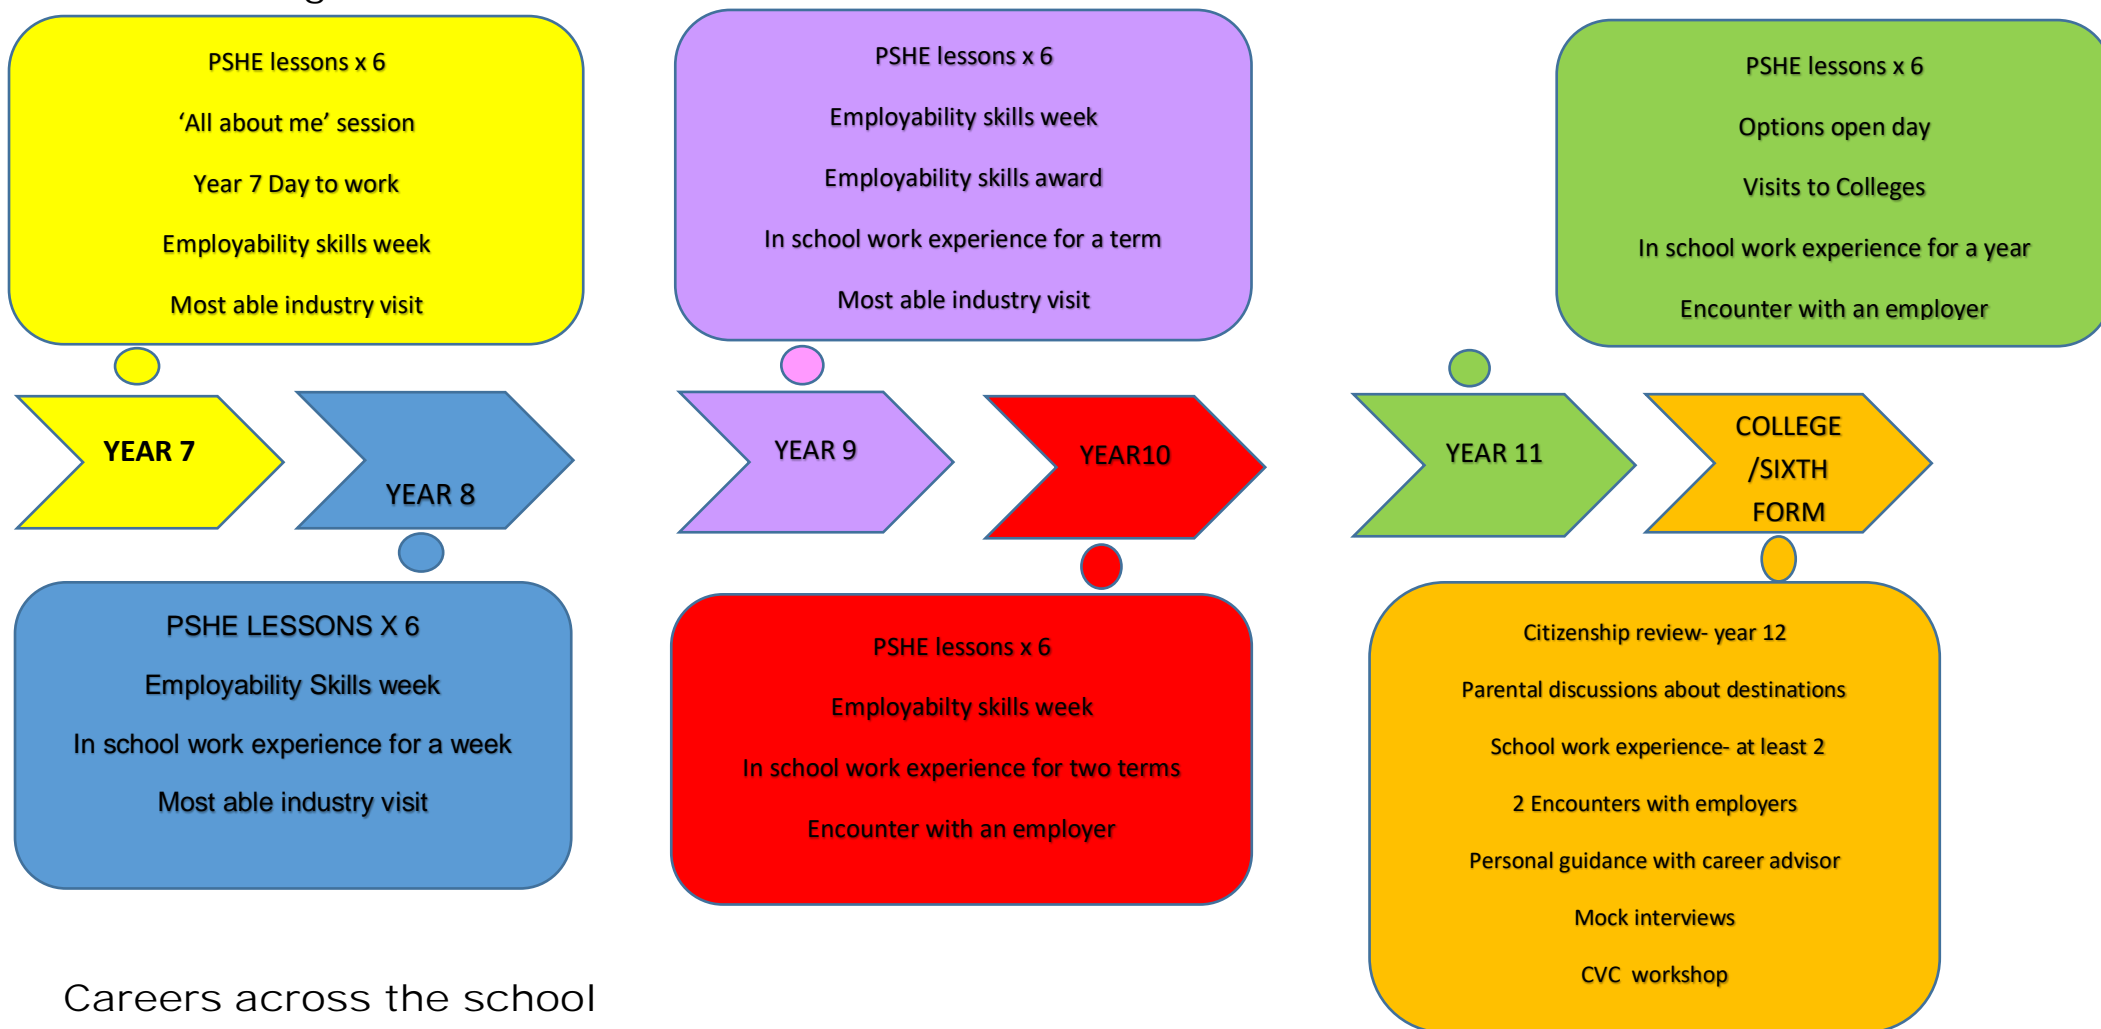 PSHE lessons x 6
‘All about me’ session
Year 7 Day to work
Employability skills week
Most able industry visit
PSHE lessons x 6
Employability skills week
Employability skills award
In school work experience for a term
Most able industry visit
PSHE lessons x 6
Options open day
Visits to Colleges
In school work experience for a year
Encounter with an employer
YEAR 7
YEAR 8
YEAR 9
YEAR10
YEAR 11
COLLEGE
/SIXTH
FORM
PSHE LESSONS X 6
Employability Skills week
In school work experience for a week
Most able industry visit
PSHE lessons x 6
Employabilty skills week
In school work experience for two terms
Encounter with an employer
Citizenship review- year 12
Parental discussions about destinations
School work experience- at least 2
2 Encounters with employers
Personal guidance with career advisor
Mock interviews
CVC workshop
Careers across the school